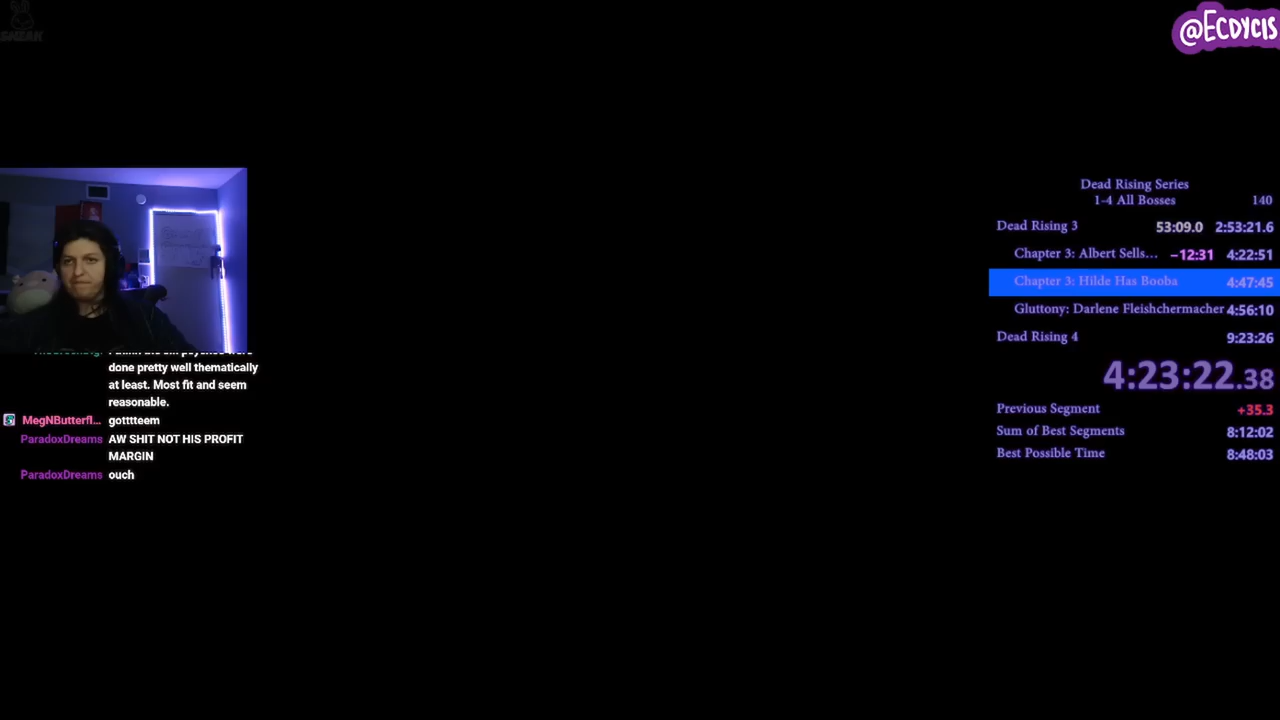 SNEAK
@ECDYCIS
Dead Rising Series
1-4 All Bosses 140
Dead Rising 3 53:09.0 2:53:21.6
Chapter 3: Albert Sells... −12:31 4:22:51
Chapter 3: Hilde Has Booba 4:47:45
Gluttony: Darlene Fleishchermacher 4:56:10
Dead Rising 4 9:23:26
4:23:22.38
Previous Segment +35.3
Sum of Best Segments 8:12:02
Best Possible Time 8:48:03
done pretty well thematically
at least. Most fit and seem
reasonable.
MegNButterfl... gotttteem
ParadoxDreams AW SHIT NOT HIS PROFIT
MARGIN
ParadoxDreams ouch